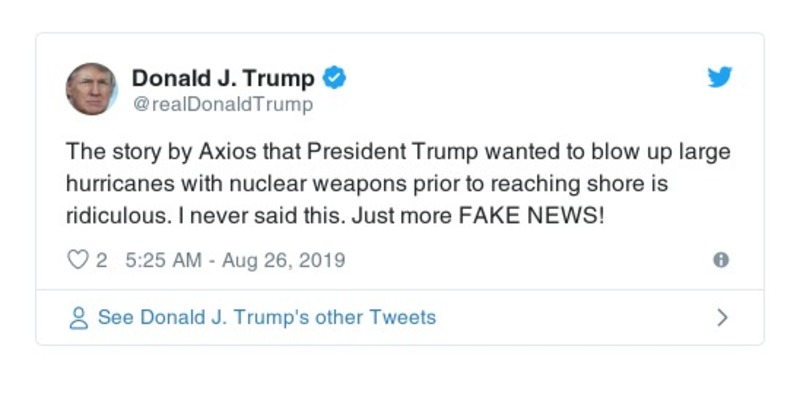 Donald J. Trump
@realDonaldTrump
The story by Axios that President Trump wanted to blow up large
hurricanes with nuclear weapons prior to reaching shore is
ridiculous. I never said this. Just more FAKE NEWS!
2 5:25 AM - Aug 26, 2019
See Donald J. Trump's other Tweets